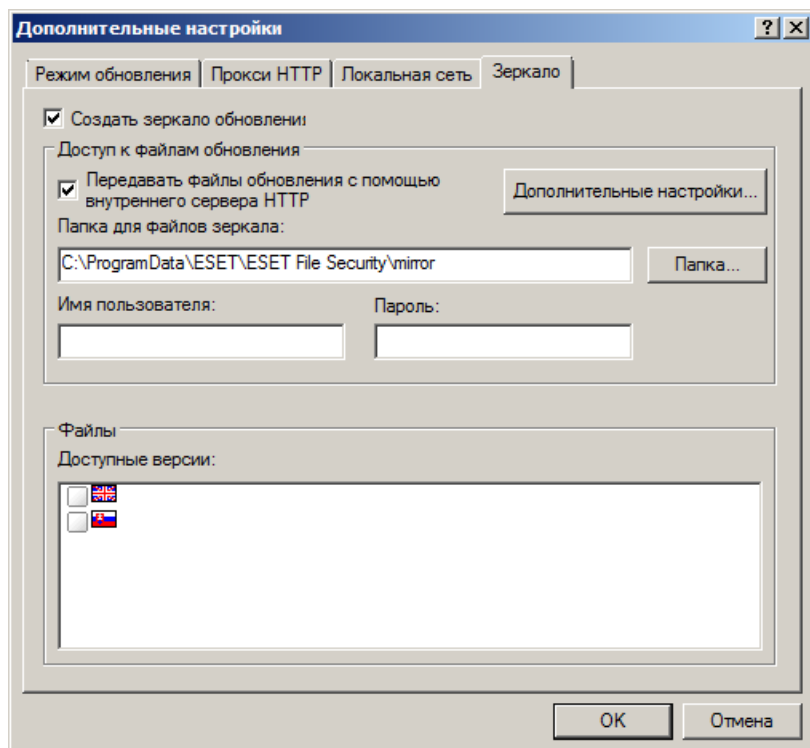 Дополнительные настройки
Режим обновления Прокси HTTP Локальная сеть Зеркало
Создать зеркало обновлени
Доступ к файлам обновления
Передавать файлы обновления с помощью
внутреннего сервера HTTP
Дополнительные настройки...
Папка для файлов зеркала:
C:\ProgramData\ESET\ESET File Security\mirror
Папка...
Имя пользователя: Пароль:
Файлы
Доступные версии:
OK Отмена